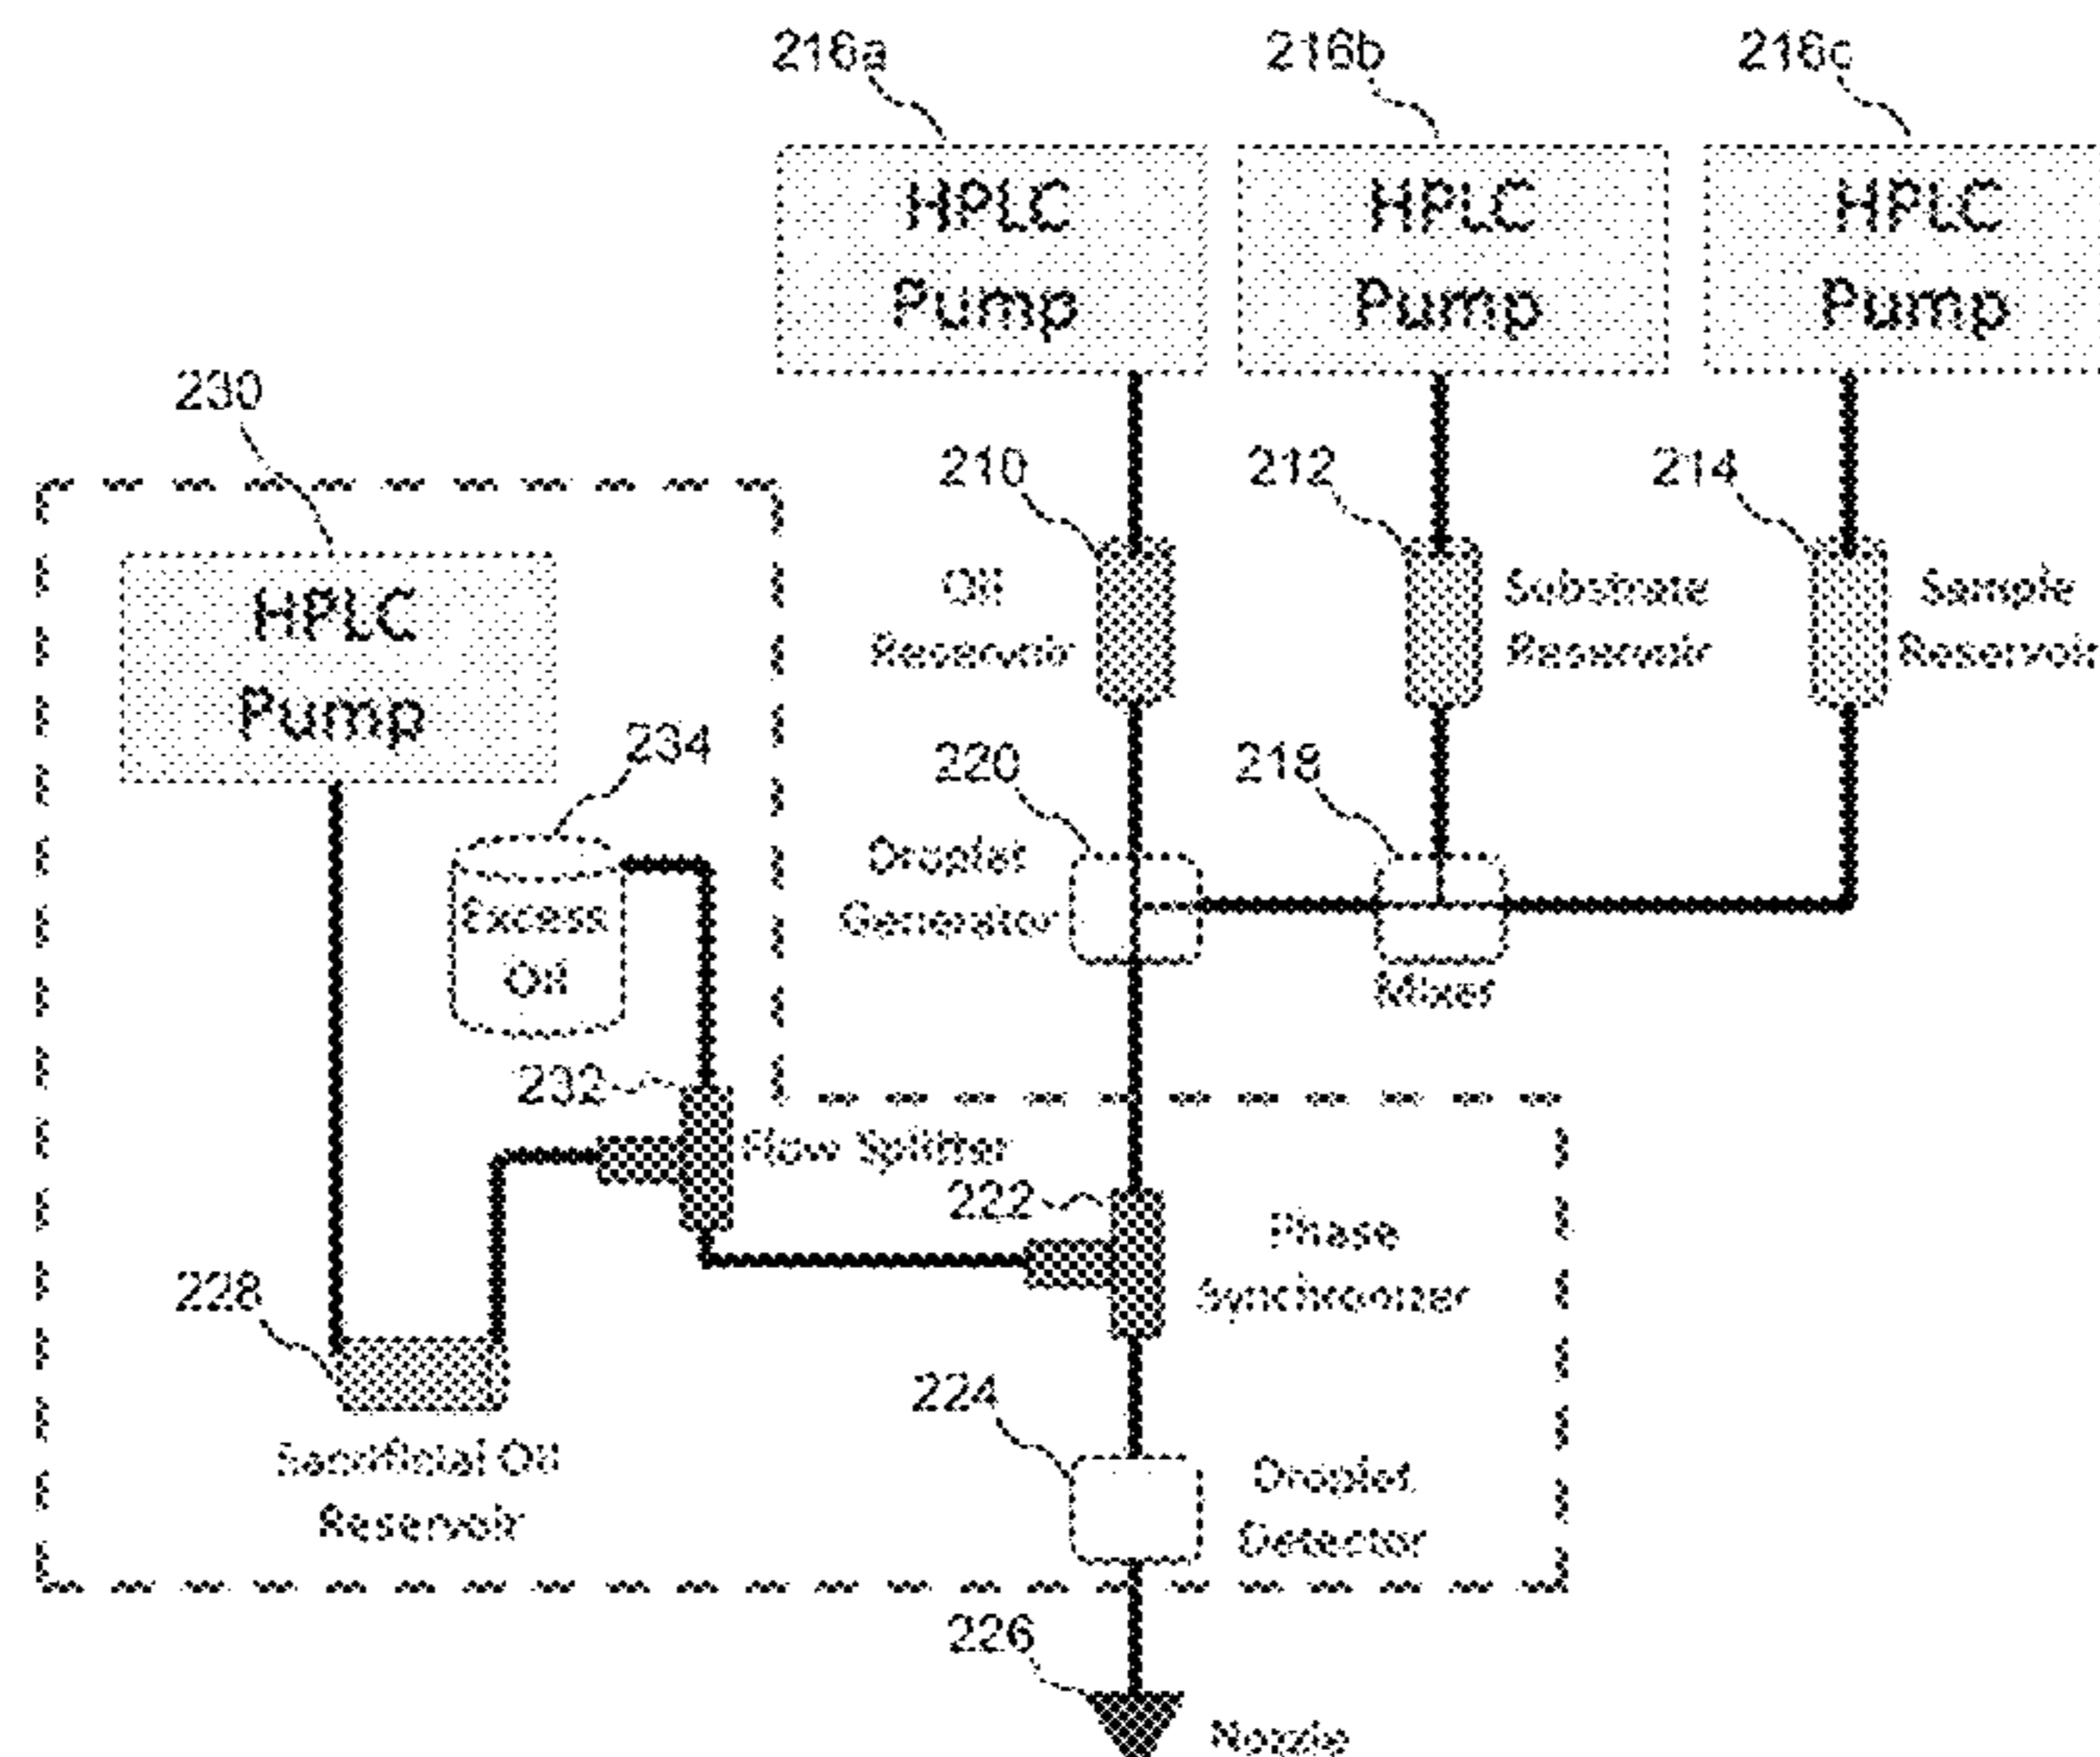 216a
216b
216c
HPLC
Pump
HPLC
Pump
HPLC
Pump
230
210
212
214
HPLC
Pump
Oil
Reservoir
Substrate
Reservoir
Sample
Reservoir
234
220
218
Droplet
Generator
Excess
Oil
Mixer
232
Flow Splitter
222
Phase
Synchronizer
228
224
Sacrificial Oil
Reservoir
Droplet
Detector
226
Nozzle